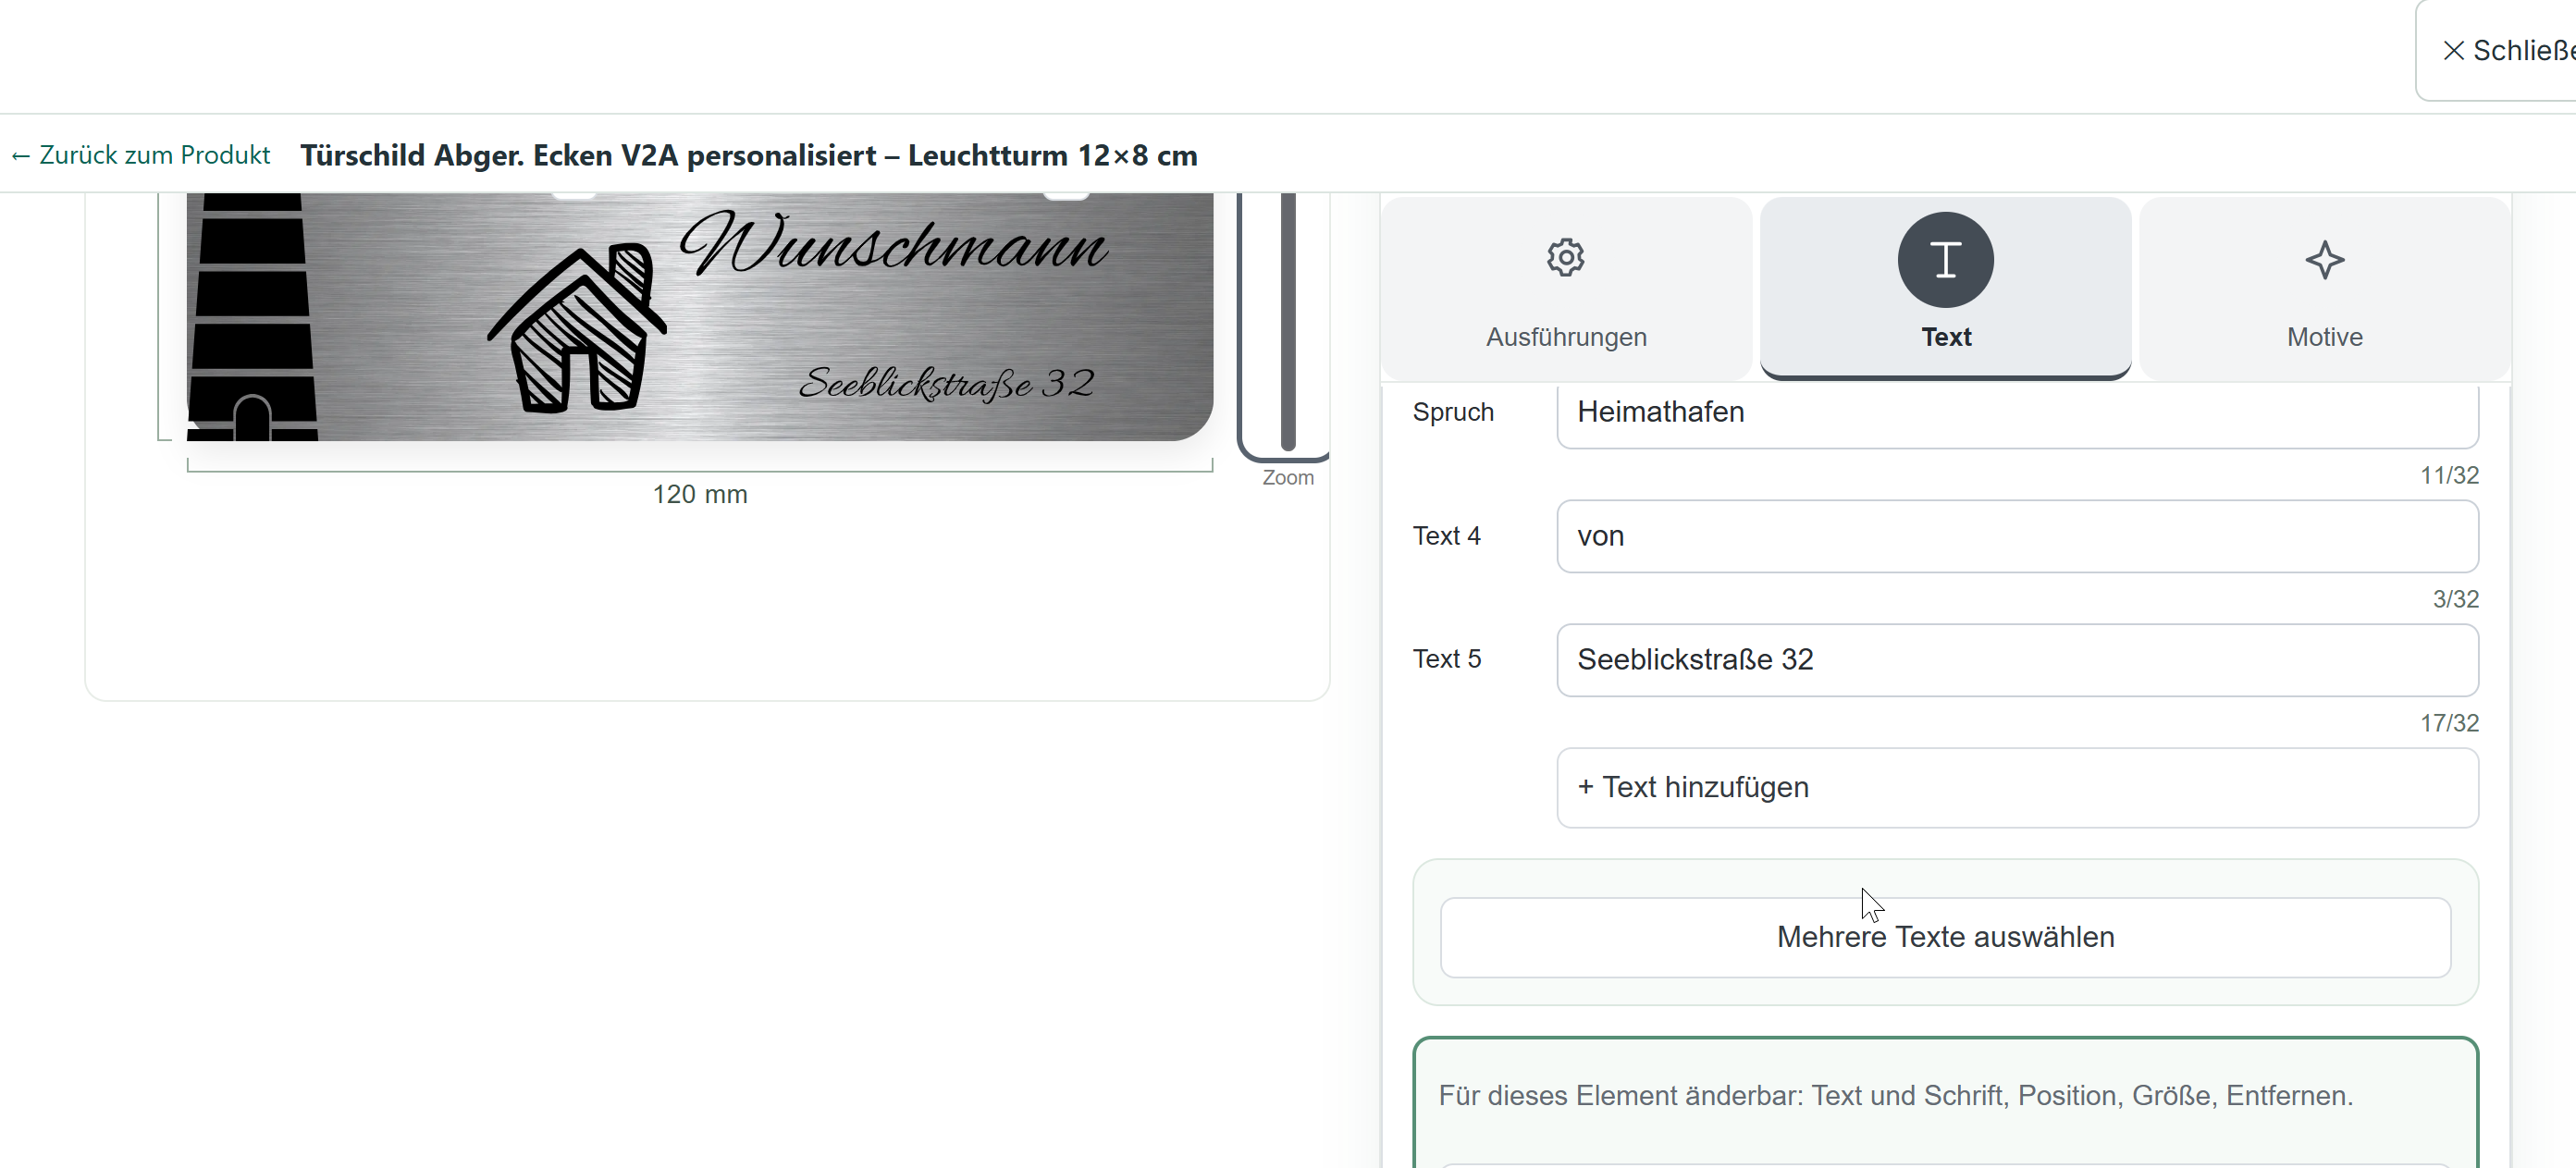 Schließe
← Zurück zum Produkt
Türschild Abger. Ecken V2A personalisiert – Leuchtturm 12×8 cm
Wunschmann
Seeblickstraße 32
120 mm
Zoom
Ausführungen
Text
Motive
Spruch
Heimathafen
11/32
Text 4
von
3/32
Text 5
Seeblickstraße 32
17/32
+ Text hinzufügen
Mehrere Texte auswählen
Für dieses Element änderbar: Text und Schrift, Position, Größe, Entfernen.